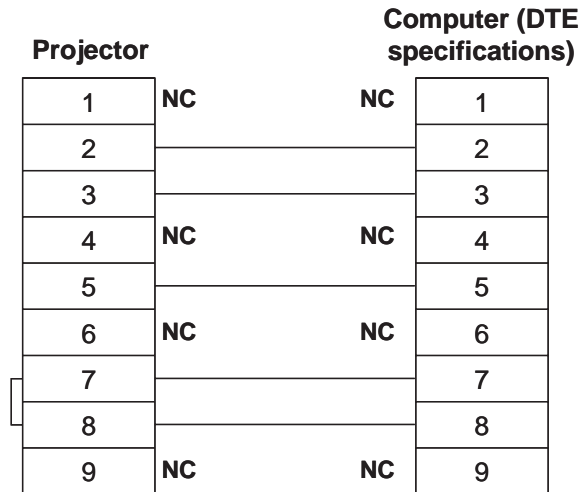 Computer (DTE
Projector specifications)
1 NC NC 1
2 2
3 3
4 NC NC 4
5 5
6 NC NC 6
7 7
8 8
9 NC NC 9